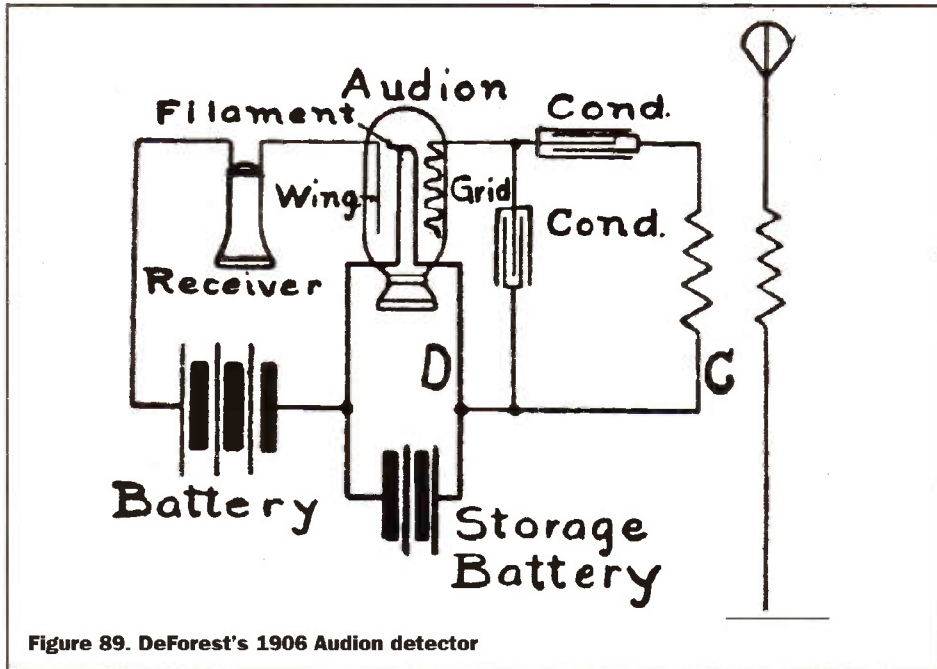 Audion
Filament
Cond.
Wing
Grid
Cond.
Receiver
D
C
Battery
Storage
Battery
Figure 89. DeForest's 1906 Audion detector